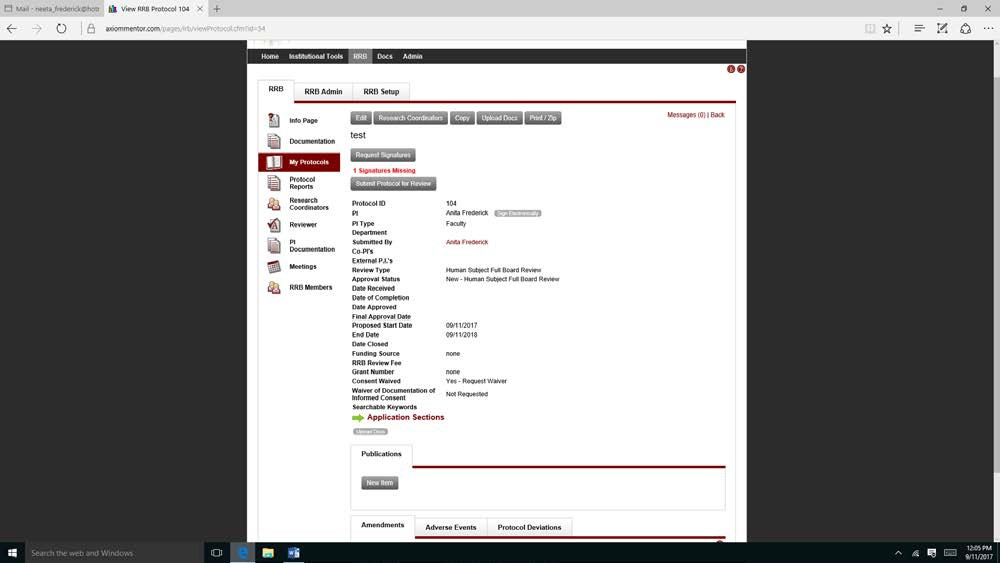 Mail - neeta_frederick@hotr
View RRB Protocol 104
axiommentor.com/pages/irb/viewProtocol.cfm?id=54
Home Institutional Tools RRB Docs Admin
RRB RRB Admin RRB Setup
Info Page
Documentation
My Protocols
Protocol
Reports
Research
Coordinators
Reviewer
PI
Documentation
Meetings
RRB Members
Edit Research Coordinators Copy Upload Docs Print / Zip
Messages (0) | Back
test
Request Signatures
1 Signatures Missing
Submit Protocol for Review
Protocol ID 104
PI Anita Frederick Sign Electronically
PI Type Faculty
Department
Submitted By Anita Frederick
Co-PI's
External P.I.'s
Review Type Human Subject Full Board Review
Approval Status New - Human Subject Full Board Review
Date Received
Date of Completion
Date Approved
Final Approval Date
Proposed Start Date 09/11/2017
End Date 09/11/2018
Date Closed
Funding Source none
RRB Review Fee
Grant Number none
Consent Waived Yes - Request Waiver
Waiver of Documentation of
Informed Consent Not Requested
Searchable Keywords
Application Sections
Upload Docs
Publications
New Item
Amendments Adverse Events Protocol Deviations
Search the web and Windows
12:05 PM
9/11/2017